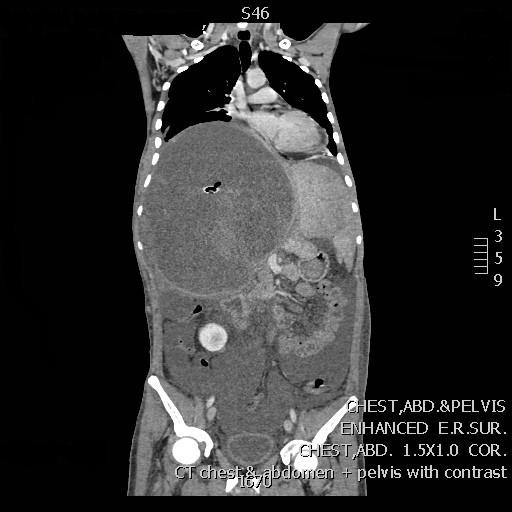 S46
L
3
5
9
CHEST,ABD.&PELVIS
ENHANCED E.R.SUR.
CHEST,ABD. 1.5X1.0 COR.
CT chest & abdomen + pelvis with contrast